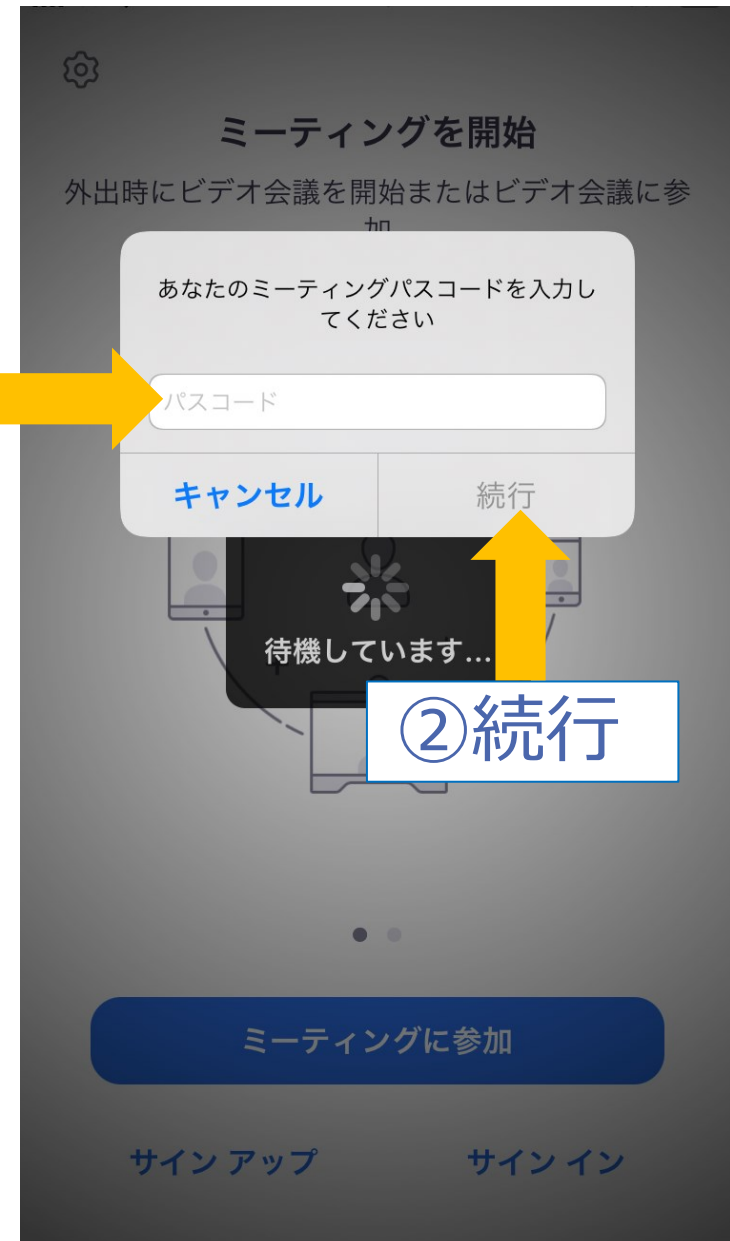 ミーティングを開始
外出時にビデオ会議を開始またはビデオ会議に参
加
あなたのミーティングパスコードを入力し
てください
パスコード
キャンセル
続行
待機しています...
②続行
ミーティングに参加
サイン アップ
サイン イン